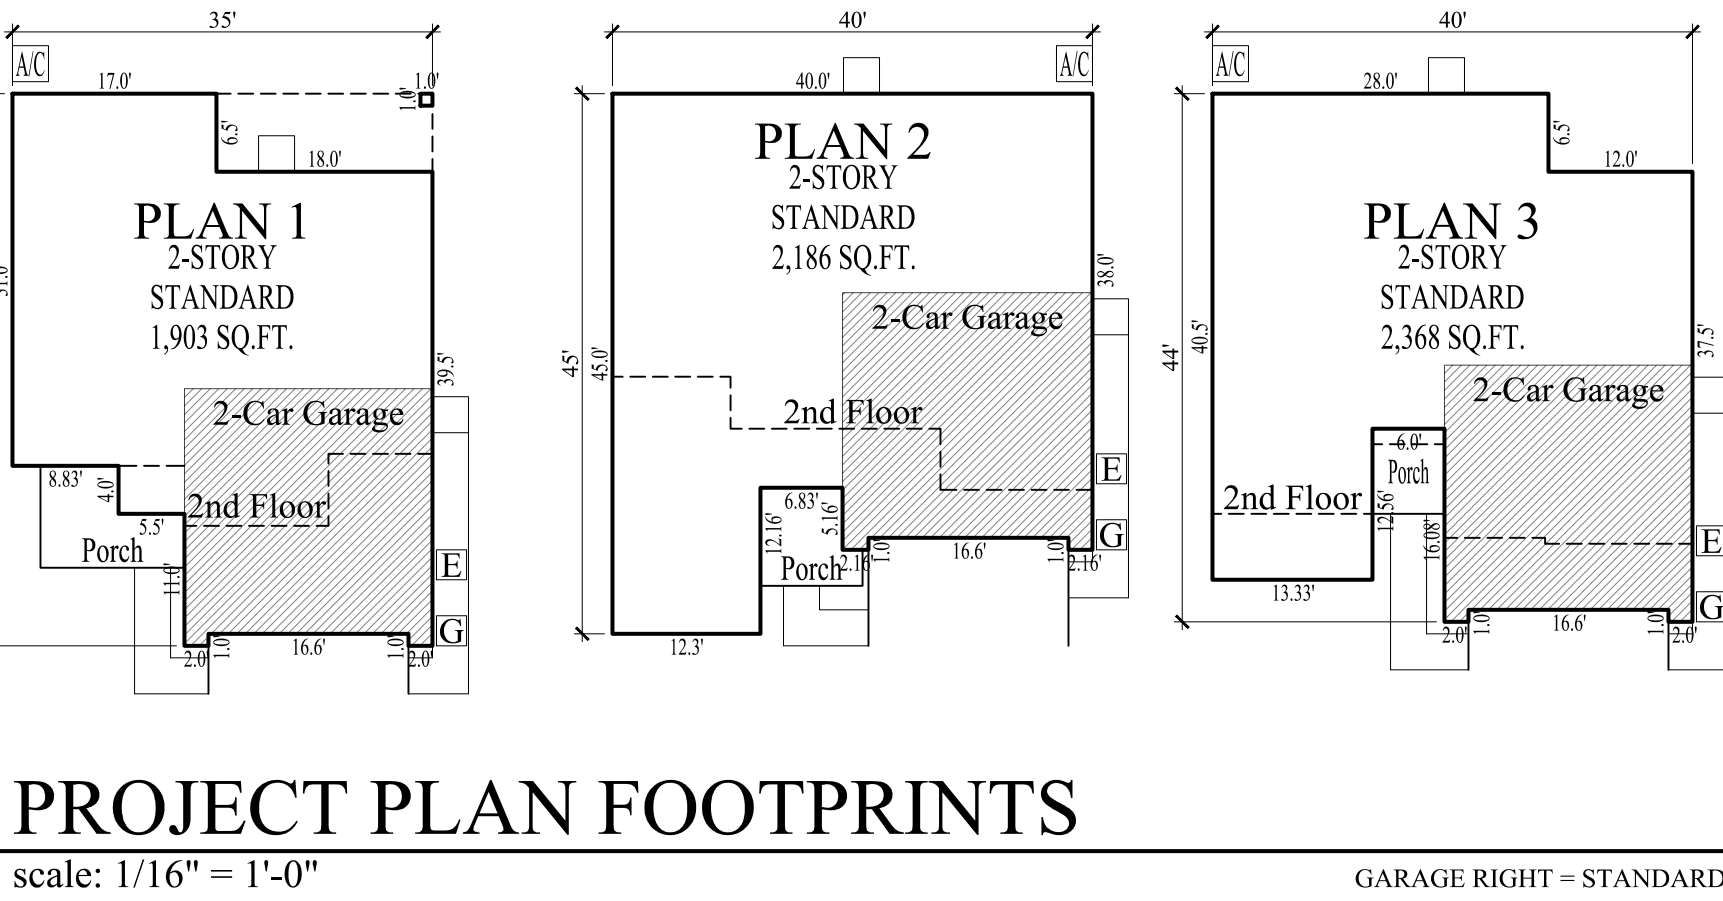 35'
A/C
17.0'
1.0'
1.0'
6.5'
18.0'
PLAN 1
2-STORY
STANDARD
1,903 SQ.FT.
39.5'
2-Car Garage
8.83'
4.0'
5.5'
2nd Floor
Porch
11.0'
E
G
2.0'
1.0'
16.6'
1.0'
2.0'
40'
A/C
40.0'
PLAN 2
2-STORY
STANDARD
2,186 SQ.FT.
38.0'
2-Car Garage
45'
45.0'
2nd Floor
E
6.83'
12.16'
5.16'
G
Porch
2.16'
1.0'
16.6'
1.0'
2.16'
12.3'
40'
A/C
28.0'
6.5'
12.0'
PLAN 3
2-STORY
STANDARD
2,368 SQ.FT.
37.5'
44'
40.5'
2-Car Garage
6.0'
Porch
2nd Floor
12.56'
16.08'
E
G
13.33'
2.0'
1.0'
16.6'
1.0'
2.0'
PROJECT PLAN FOOTPRINTS
scale: 1/16" = 1'-0"
GARAGE RIGHT = STANDARD